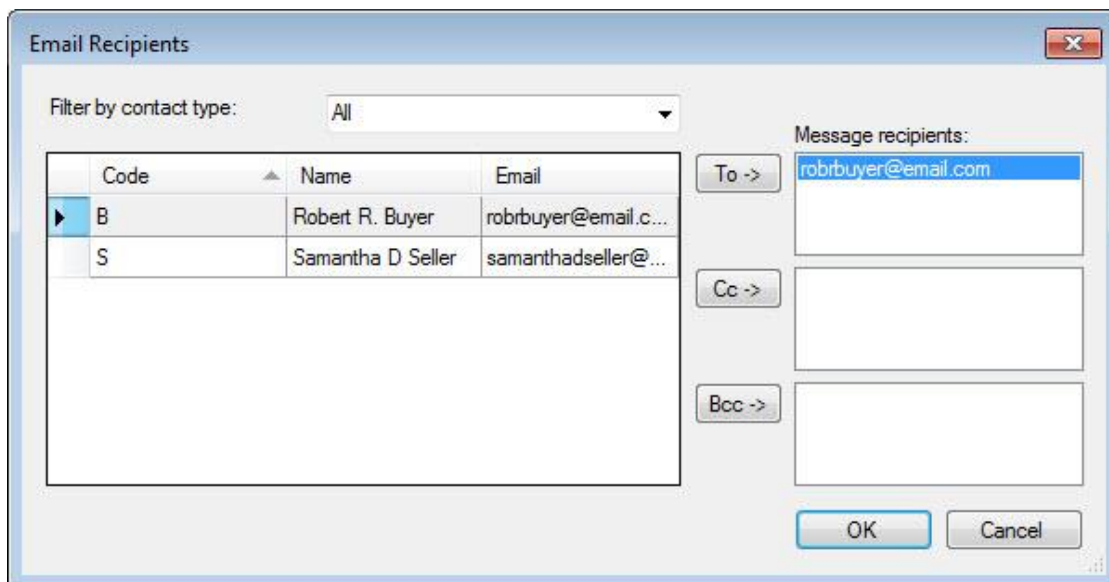 Email Recipients
Filter by contact type: All
Message recipients:
Code Name Email
To -> robrbuyer@email.com
B Robert R. Buyer robrbuyer@email.c...
S Samantha D Seller samanthadseller@...
Cc ->
Bcc ->
OK Cancel